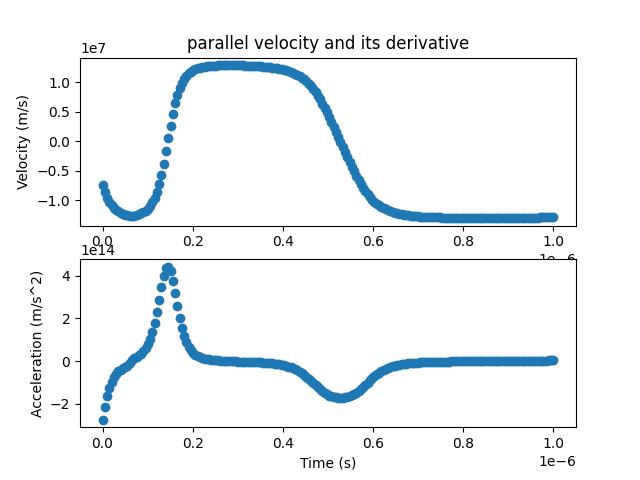 parallel velocity and its derivative
1e7
Velocity (m/s)
1.0
0.5
0.0
−0.5
−1.0
0.0 0.2 0.4 0.6 0.8 1.0
1e−6
1e14
Acceleration (m/s^2)
4
2
0
−2
0.0 0.2 0.4 0.6 0.8 1.0
Time (s)
1e−6